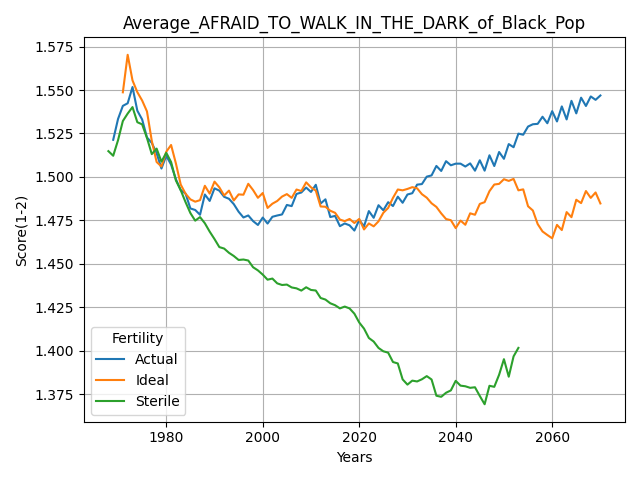 Average_AFRAID_TO_WALK_IN_THE_DARK_of_Black_Pop
1.575
1.550
1.525
1.500
1.475
1.450
1.425
1.400
1.375
Score(1-2)
Fertility
Actual
Ideal
Sterile
1980
2000
2020
2040
2060
Years